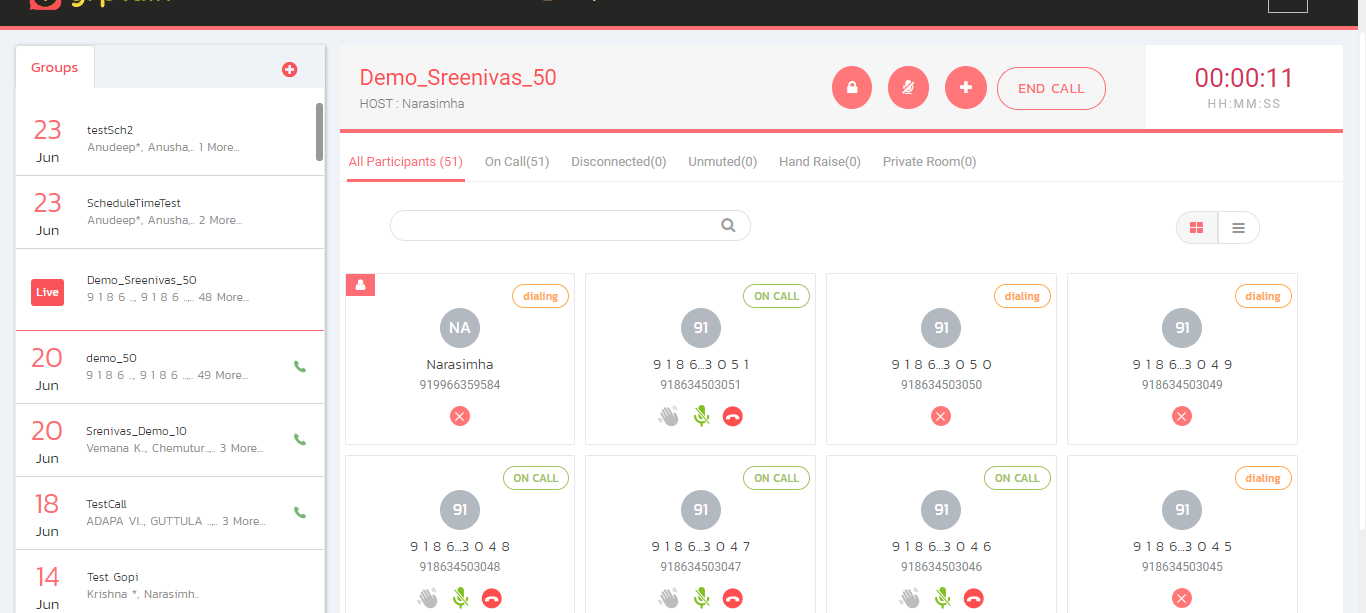 Groups
23
Jun
testSch2
Anudeep*, Anusha,.. 1 More...
23
Jun
ScheduleTimeTest
Anudeep*, Anusha,.. 2 More...
Live
Demo_Sreenivas_50
9 1 8 6 .., 9 1 8 6 ..,.. 48 More...
20
Jun
demo_50
9 1 8 6 .., 9 1 8 6 ..,.. 49 More...
20
Jun
Srenivas_Demo_10
Vemana K.., Chemutur..,.. 3 More...
18
Jun
TestCall
ADAPA VI.., GUTTULA ..,.. 3 More...
14
Jun
Test Gopi
Krishna *, Narasimh..
Demo_Sreenivas_50
HOST : Narasimha
END CALL
00:00:11
HH:MM:SS
All Participants (51) On Call(51) Disconnected(0) Unmuted(0) Hand Raise(0) Private Room(0)
dialing
NA
Narasimha
919966359584
ON CALL
91
9 1 8 6...3 0 5 1
918634503051
dialing
91
9 1 8 6...3 0 5 0
918634503050
dialing
91
9 1 8 6...3 0 4 9
918634503049
ON CALL
91
9 1 8 6...3 0 4 8
918634503048
ON CALL
91
9 1 8 6...3 0 4 7
918634503047
ON CALL
91
9 1 8 6...3 0 4 6
918634503046
dialing
91
9 1 8 6...3 0 4 5
918634503045